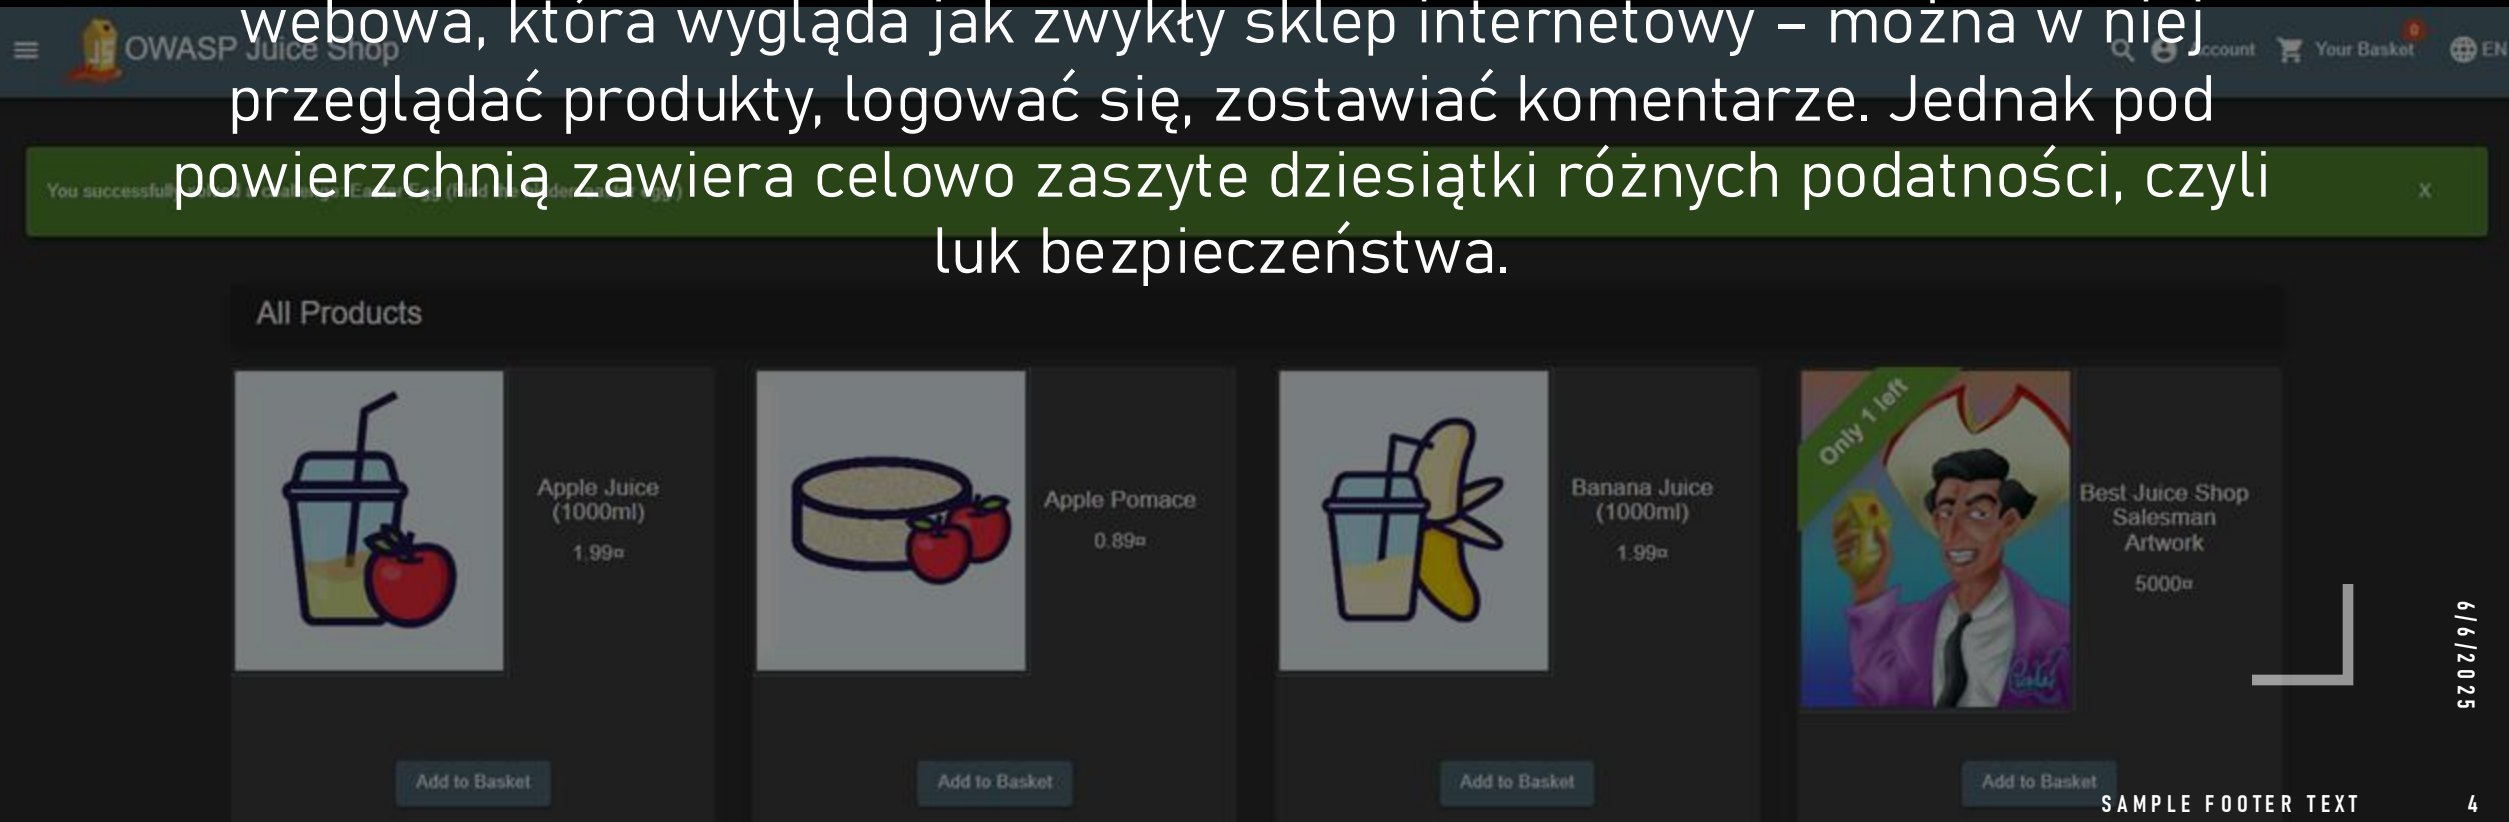 webowa, która wygląda jak zwykły sklep internetowy – można w niej
OWASP Juice Shop
Account
Your Basket
0
EN
przeglądać produkty, logować się, zostawiać komentarze. Jednak pod
powierzchnią zawiera celowo zaszyte dziesiątki różnych podatności, czyli
You successfully
X
luk bezpieczeństwa.
All Products
Only 1 left
Apple Juice
(1000ml)
1.99¤
Apple Pomace
0.89¤
Banana Juice
(1000ml)
1.99¤
Best Juice Shop
Salesman
Artwork
5000¤
Add to Basket
Add to Basket
Add to Basket
Add to Basket
6/6/2025
SAMPLE FOOTER TEXT
4